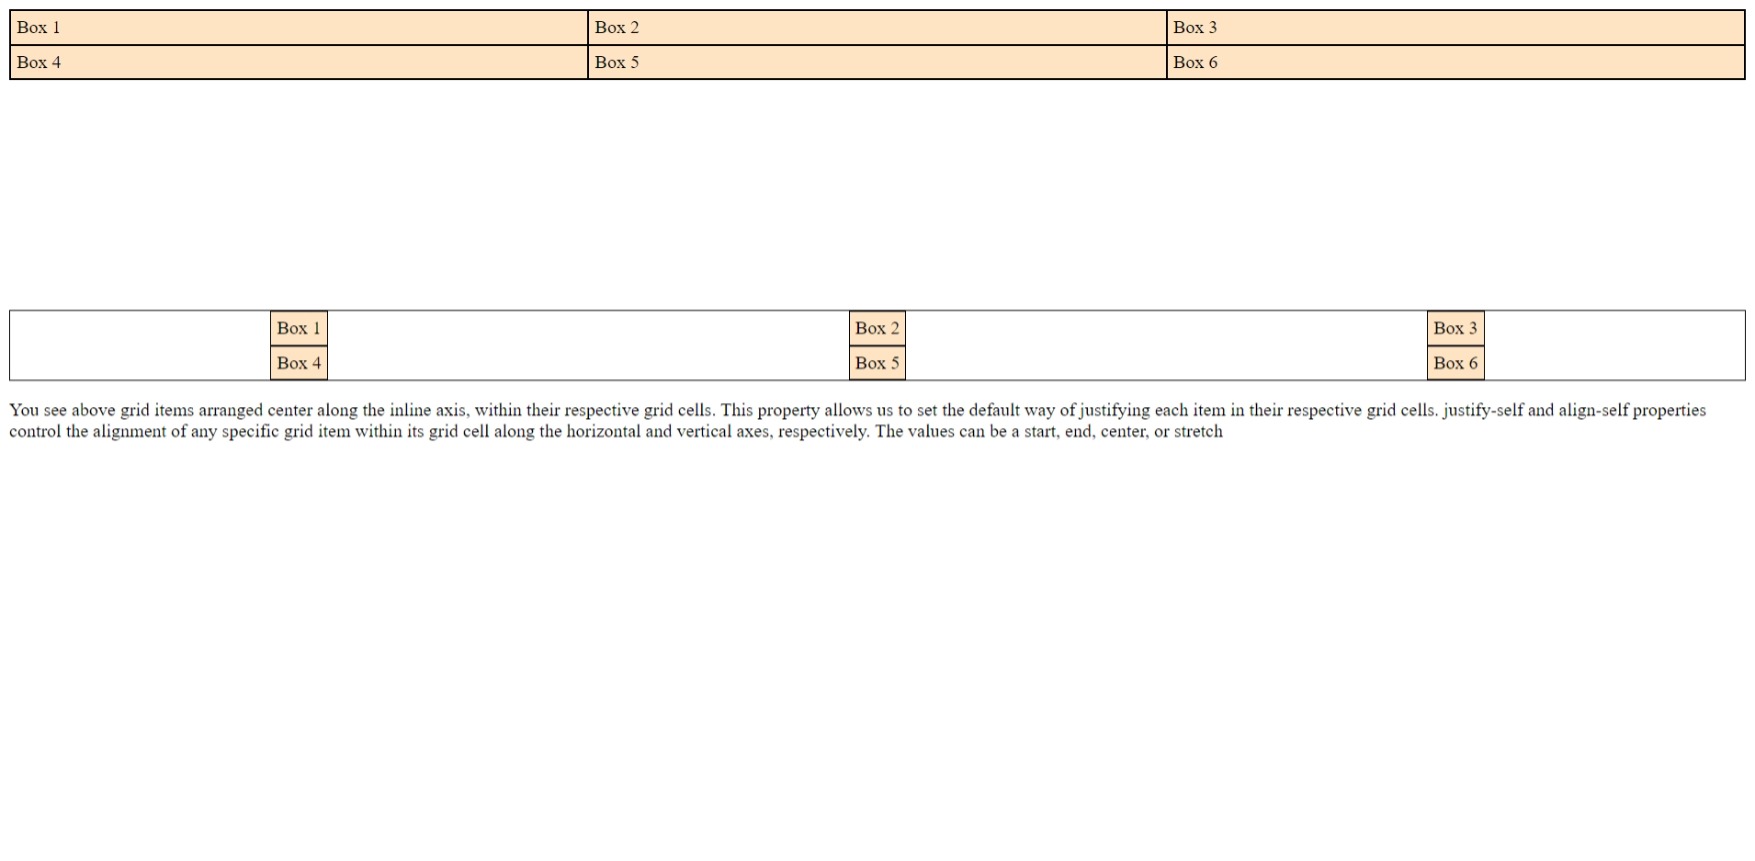 Box 1 Box 2 Box 3
Box 4 Box 5 Box 6
Box 1 Box 2 Box 3
Box 4 Box 5 Box 6
You see above grid items arranged center along the inline axis, within their respective grid cells. This property allows us to set the default way of justifying each item in their respective grid cells. justify-self and align-self properties
control the alignment of any specific grid item within its grid cell along the horizontal and vertical axes, respectively. The values can be a start, end, center, or stretch